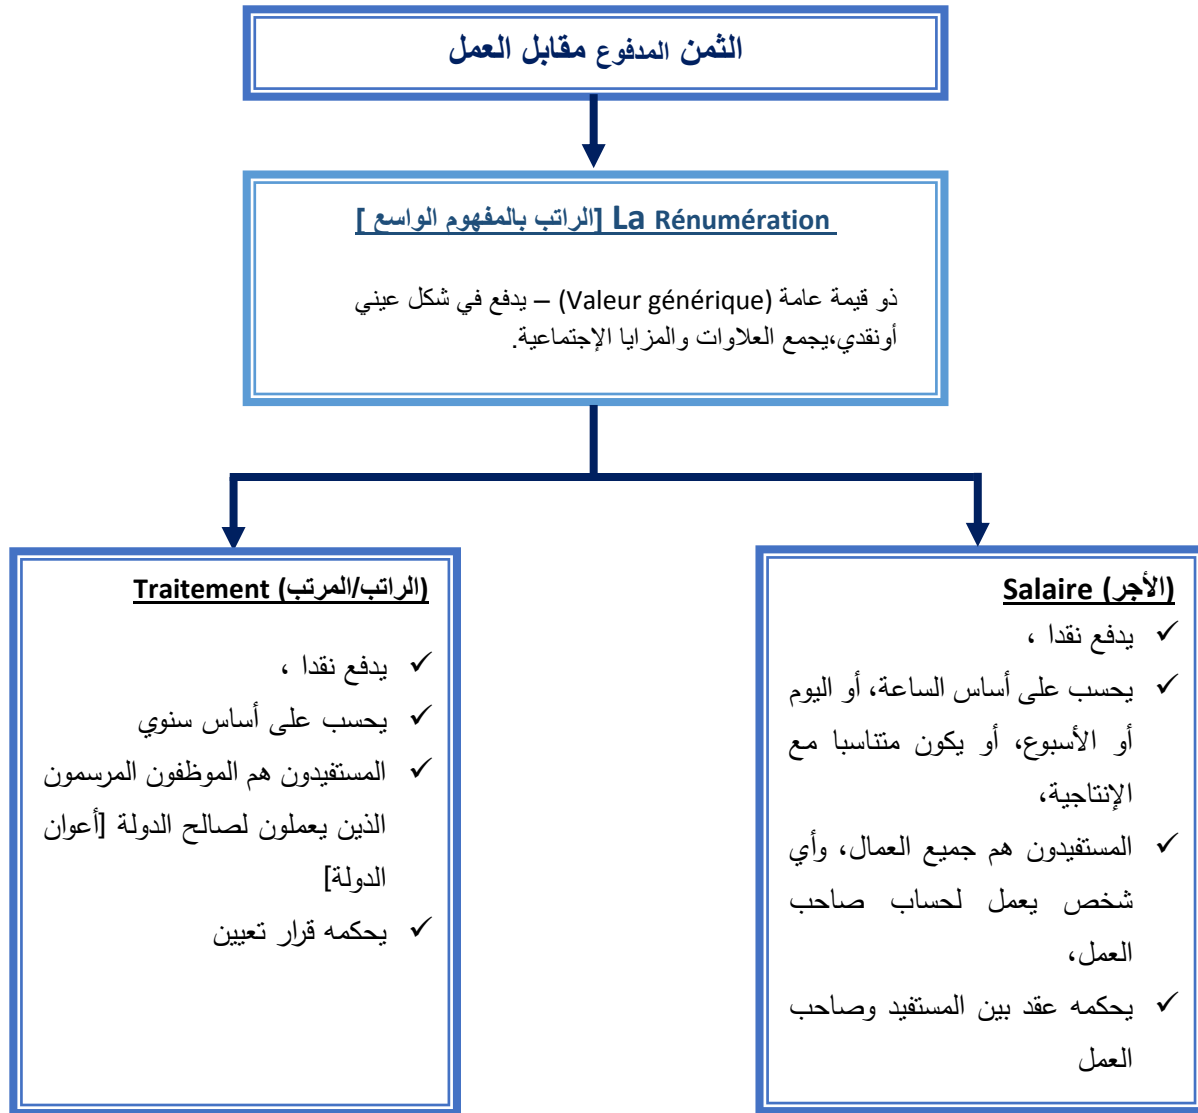 الثمن المدفوع مقابل العمل
La Rénumération [الراتب بالمفهوم الواسع ]
ذو قيمة عامة (Valeur générique) – يدفع في شكل عيني
أونقدي،يجمع العلاوات والمزايا الإجتماعية.
(الأجر) Salaire
✓ يدفع نقدا ،
✓ يحسب على أساس الساعة، أو اليوم
أو الأسبوع، أو يكون متناسبا مع
الإنتاجية،
✓ المستفيدون هم جميع العمال، وأي
شخص يعمل لحساب صاحب
العمل،
✓ يحكمه عقد بين المستفيد وصاحب
العمل
(الراتب/المرتب) Traitement
✓ يدفع نقدا ،
✓ يحسب على أساس سنوي
✓ المستفيدون هم الموظفون المرسمون
الذين يعملون لصالح الدولة [أعوان
الدولة]
✓ يحكمه قرار تعيين